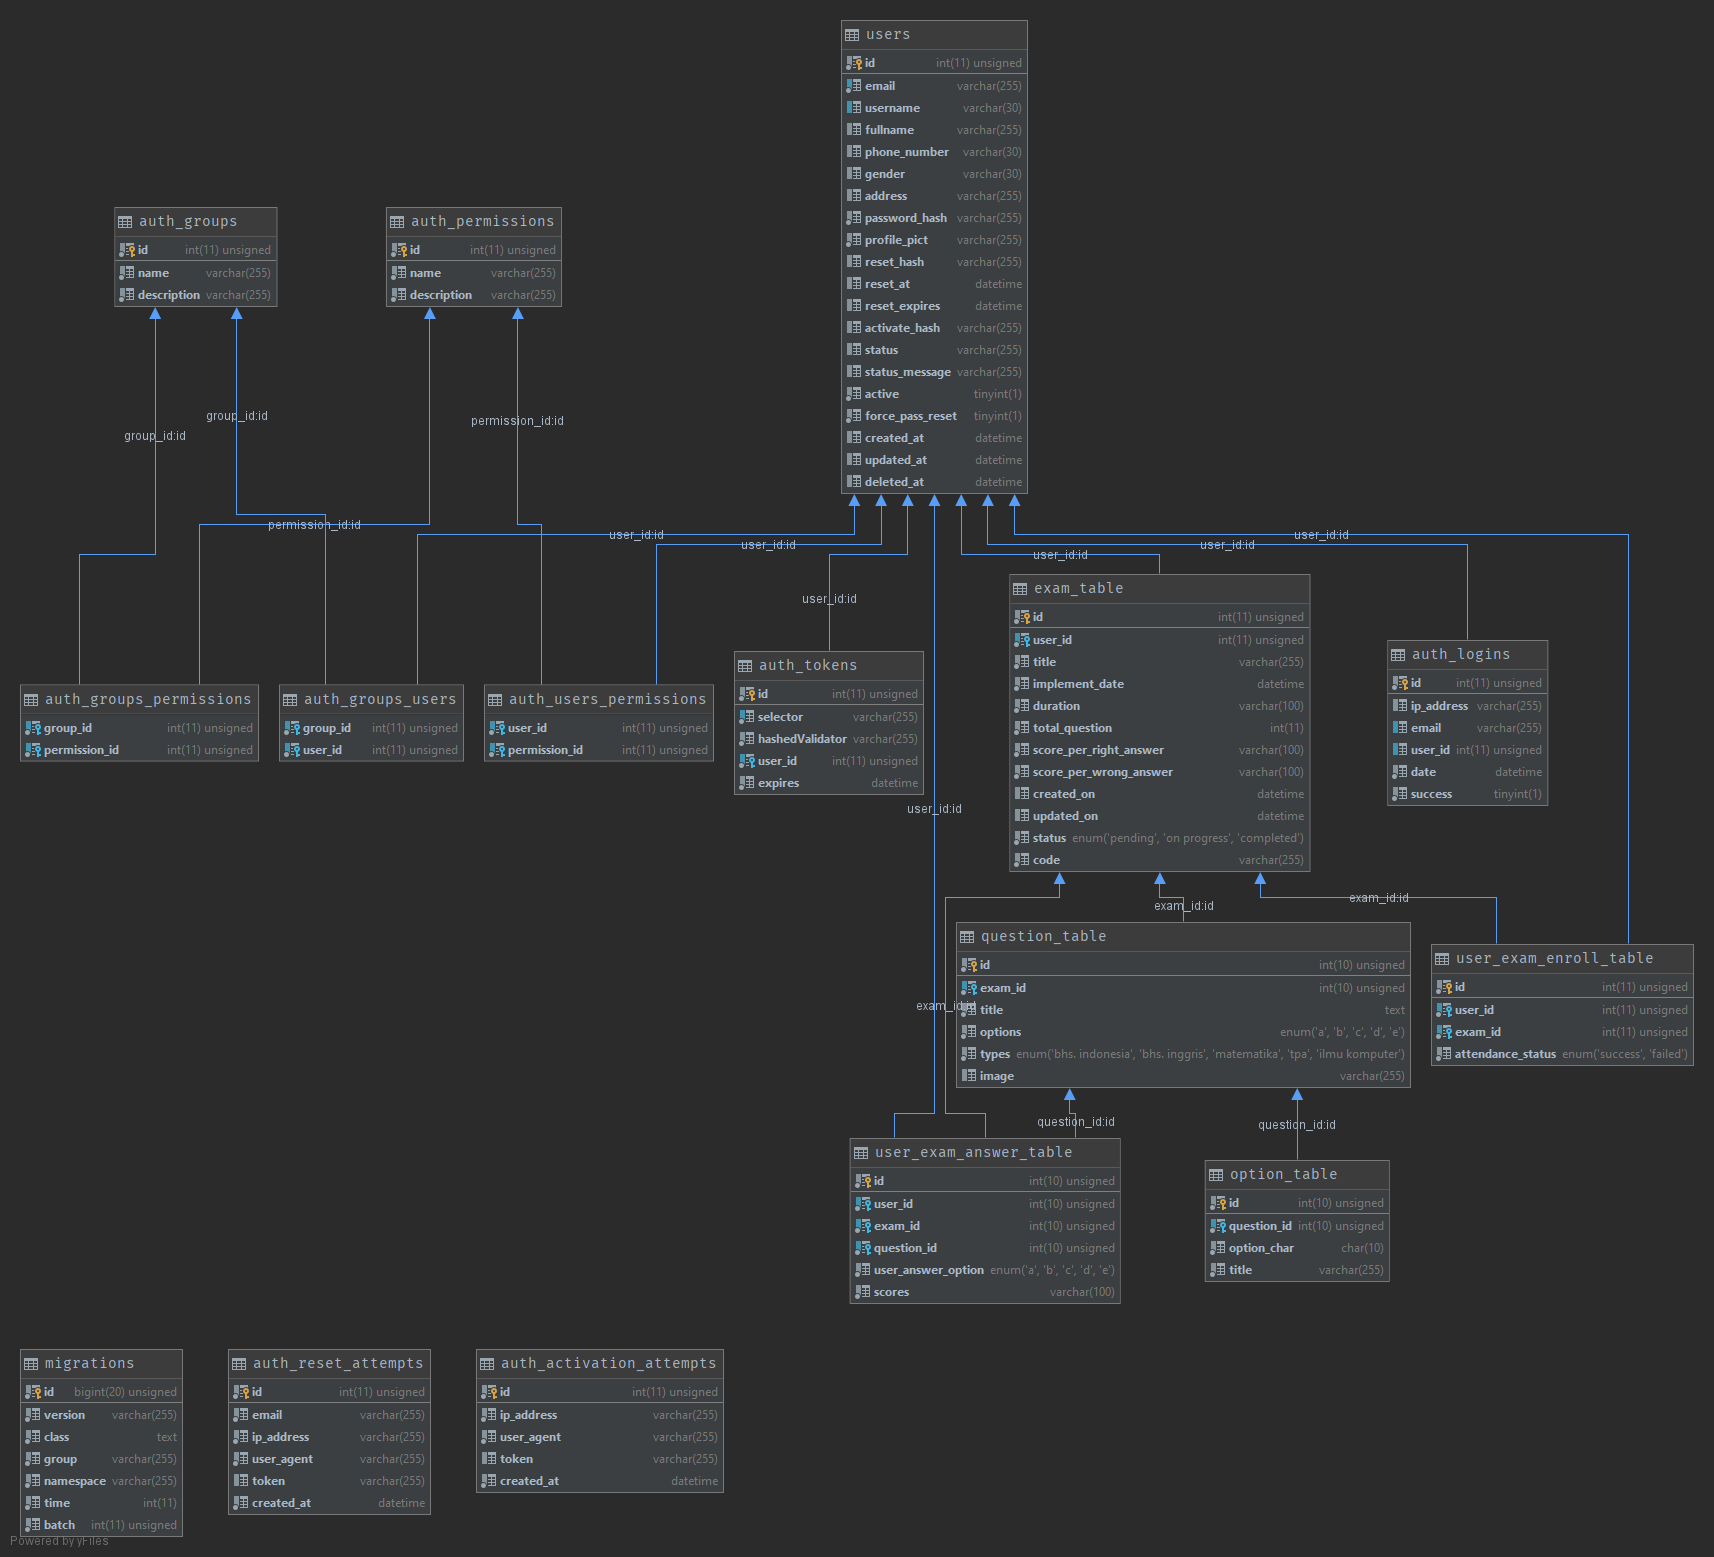 users
id int(11) unsigned
email varchar(255)
username varchar(30)
fullname varchar(255)
phone_number varchar(30)
gender varchar(30)
address varchar(255)
password_hash varchar(255)
profile_pict varchar(255)
reset_hash varchar(255)
reset_at datetime
reset_expires datetime
activate_hash varchar(255)
status varchar(255)
status_message varchar(255)
active tinyint(1)
force_pass_reset tinyint(1)
created_at datetime
updated_at datetime
deleted_at datetime
auth_groups
id int(11) unsigned
name varchar(255)
description varchar(255)
auth_permissions
id int(11) unsigned
name varchar(255)
description varchar(255)
group_id:id
group_id:id
permission_id:id
permission_id:id
user_id:id
user_id:id
user_id:id
user_id:id
user_id:id
user_id:id
user_id:id
auth_groups_permissions
group_id int(11) unsigned
permission_id int(11) unsigned
auth_groups_users
group_id int(11) unsigned
user_id int(11) unsigned
auth_users_permissions
user_id int(11) unsigned
permission_id int(11) unsigned
auth_tokens
id int(11) unsigned
selector varchar(255)
hashedValidator varchar(255)
user_id int(11) unsigned
expires datetime
exam_table
id int(11) unsigned
user_id int(11) unsigned
title varchar(255)
implement_date datetime
duration varchar(100)
total_question int(11)
score_per_right_answer varchar(100)
score_per_wrong_answer varchar(100)
created_on datetime
updated_on datetime
status enum('pending', 'on progress', 'completed')
code varchar(255)
auth_logins
id int(11) unsigned
ip_address varchar(255)
email varchar(255)
user_id int(11) unsigned
date datetime
success tinyint(1)
exam_id:id
exam_id:id
exam_id:id
question_table
id int(10) unsigned
exam_id int(10) unsigned
title text
options enum('a', 'b', 'c', 'd', 'e')
types enum('bhs. indonesia', 'bhs. inggris', 'matematika', 'tpa', 'ilmu komputer')
image varchar(255)
user_exam_enroll_table
id int(11) unsigned
user_id int(11) unsigned
exam_id int(11) unsigned
attendance_status enum('success', 'failed')
question_id:id
question_id:id
user_exam_answer_table
id int(10) unsigned
user_id int(10) unsigned
exam_id int(10) unsigned
question_id int(10) unsigned
user_answer_option enum('a', 'b', 'c', 'd', 'e')
scores varchar(100)
option_table
id int(10) unsigned
question_id int(10) unsigned
option_char char(10)
title varchar(255)
migrations
id bigint(20) unsigned
version varchar(255)
class text
group varchar(255)
namespace varchar(255)
time int(11)
batch int(11) unsigned
auth_reset_attempts
id int(11) unsigned
email varchar(255)
ip_address varchar(255)
user_agent varchar(255)
token varchar(255)
created_at datetime
auth_activation_attempts
id int(11) unsigned
ip_address varchar(255)
user_agent varchar(255)
token varchar(255)
created_at datetime
Powered by yFiles